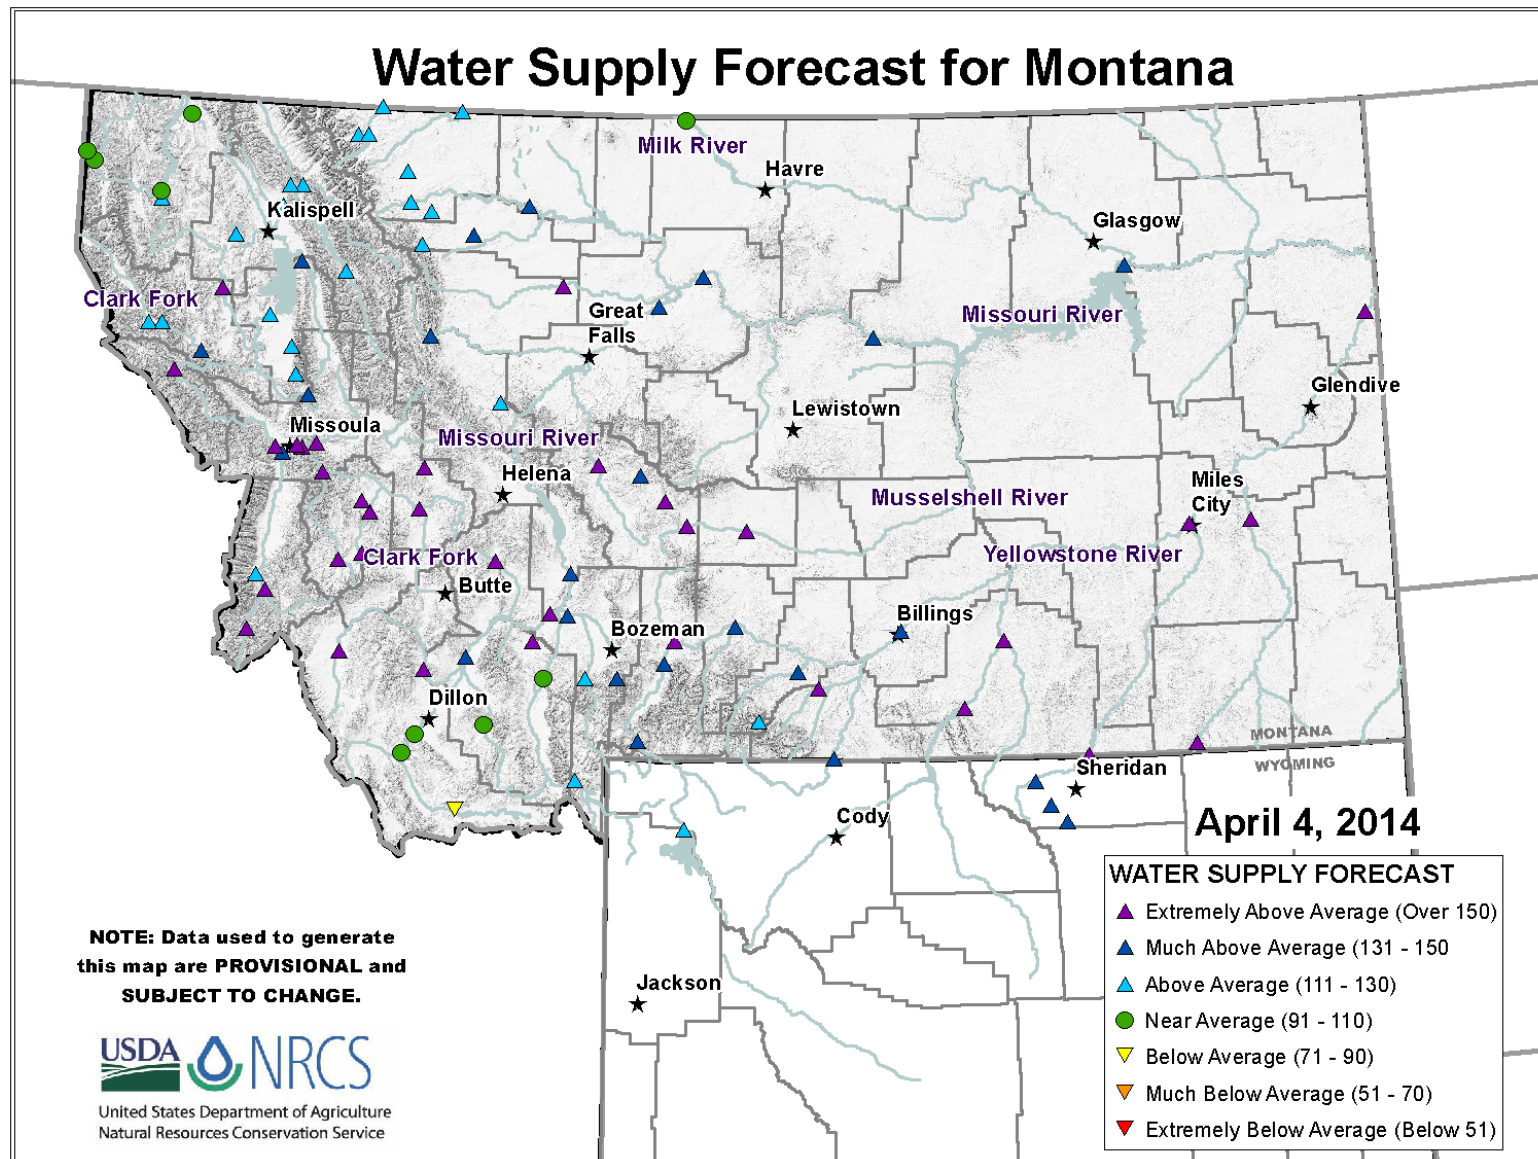 Water Supply Forecast for Montana
Milk River
Havre
Kalispell
Glasgow
Clark Fork
Great
Falls
Missouri River
Glendive
Lewistown
Missoula
Missouri River
Helena
Miles
City
Musselshell River
Clark Fork
Yellowstone River
Butte
Billings
Bozeman
Dillon
MONTANA
WYOMING
Sheridan
Cody
April 4, 2014
Jackson
WATER SUPPLY FORECAST
Extremely Above Average (Over 150)
Much Above Average (131 - 150
Above Average (111 - 130)
Near Average (91 - 110)
Below Average (71 - 90)
Much Below Average (51 - 70)
Extremely Below Average (Below 51)
NOTE: Data used to generate
this map are PROVISIONAL and
SUBJECT TO CHANGE.
USDA NRCS
United States Department of Agriculture
Natural Resources Conservation Service